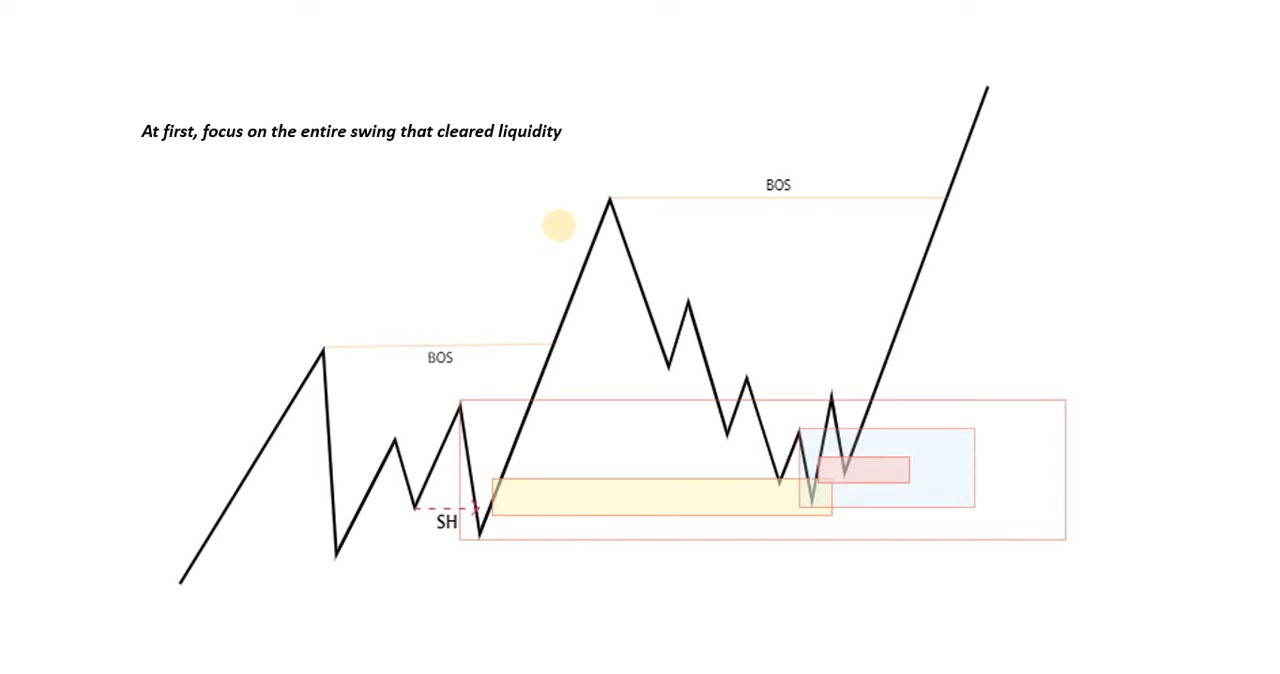 At first, focus on the entire swing that cleared liquidity
BOS
BOS
SH